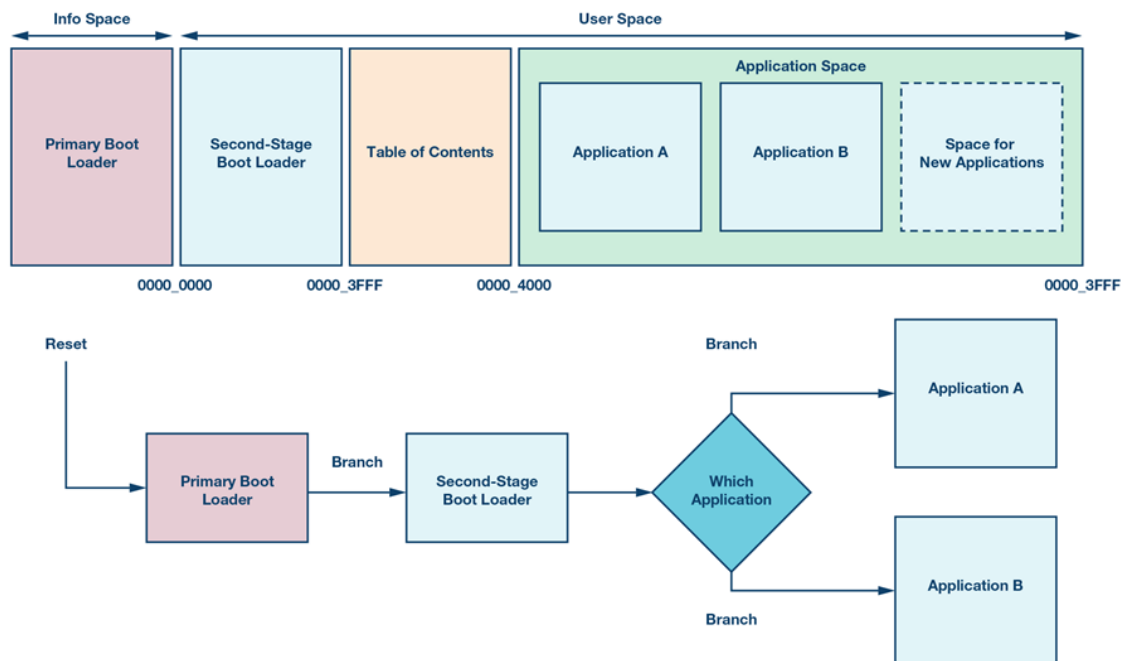 Info Space
User Space
Application Space
Primary Boot
Loader
Second-Stage
Boot Loader
Table of Contents
Application A
Application B
Space for
New Applications
0000_0000
0000_3FFF
0000_4000
0000_3FFF
Reset
Branch
Application A
Primary Boot
Loader
Branch
Second-Stage
Boot Loader
Which
Application
Application B
Branch